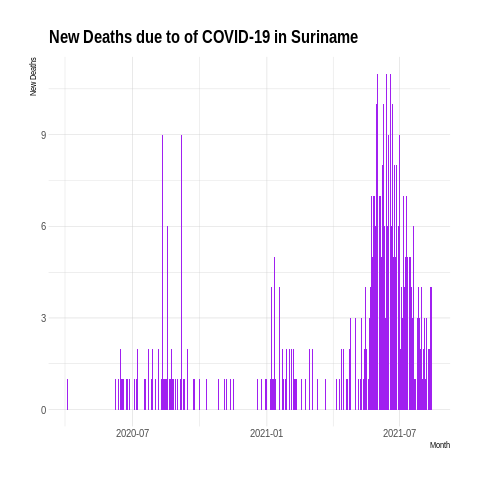 New Deaths due to of COVID-19 in Suriname
New Deaths
9
6
3
0
2020-07
2021-01
2021-07
Month